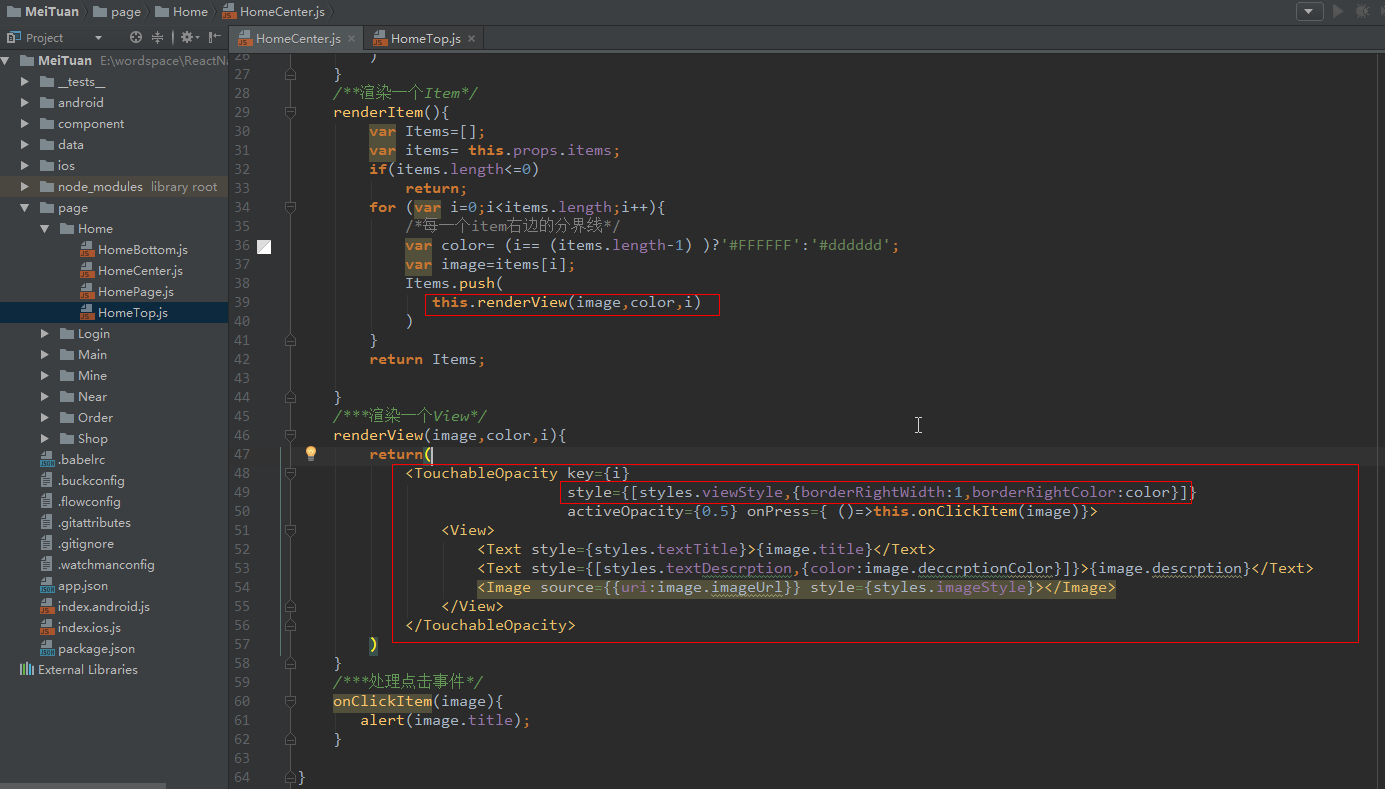 MeiTuan page Home HomeCenter.js
Project
HomeCenter.js HomeTop.js
MeiTuan E:\wordspace\ReactNa
__tests__
android
component
data
ios
node_modules library root
page
Home
HomeBottom.js
HomeCenter.js
HomePage.js
HomeTop.js
Login
Main
Mine
Near
Order
Shop
.babelrc
.buckconfig
.flowconfig
.gitattributes
.gitignore
.watchmanconfig
app.json
index.android.js
index.ios.js
package.json
External Libraries
26 )
27 }
28 /**渲染一个Item*/
29 renderItem(){
30 var Items=[];
31 var items= this.props.items;
32 if(items.length<=0)
33 return;
34 for (var i=0;i<items.length;i++){
35 /*每一个item右边的分界线*/
36 var color= (i== (items.length-1) )?'#FFFFFF':'#dddddd';
37 var image=items[i];
38 Items.push(
39 this.renderView(image,color,i)
40 )
41 }
42 return Items;
43
44 }
45 /***渲染一个View*/
46 renderView(image,color,i){
47 return(
48 <TouchableOpacity key={i}
49 style={[styles.viewStyle,{borderRightWidth:1,borderRightColor:color}]}
50 activeOpacity={0.5} onPress={ ()=>this.onClickItem(image)}>
51 <View>
52 <Text style={styles.textTitle}>{image.title}</Text>
53 <Text style={[styles.textDescrption,{color:image.deccrptionColor}]}>{image.descrption}</Text>
54 <Image source={{uri:image.imageUrl}} style={styles.imageStyle}></Image>
55 </View>
56 </TouchableOpacity>
57 )
58 }
59 /***处理点击事件*/
60 onClickItem(image){
61 alert(image.title);
62 }
63
64 }